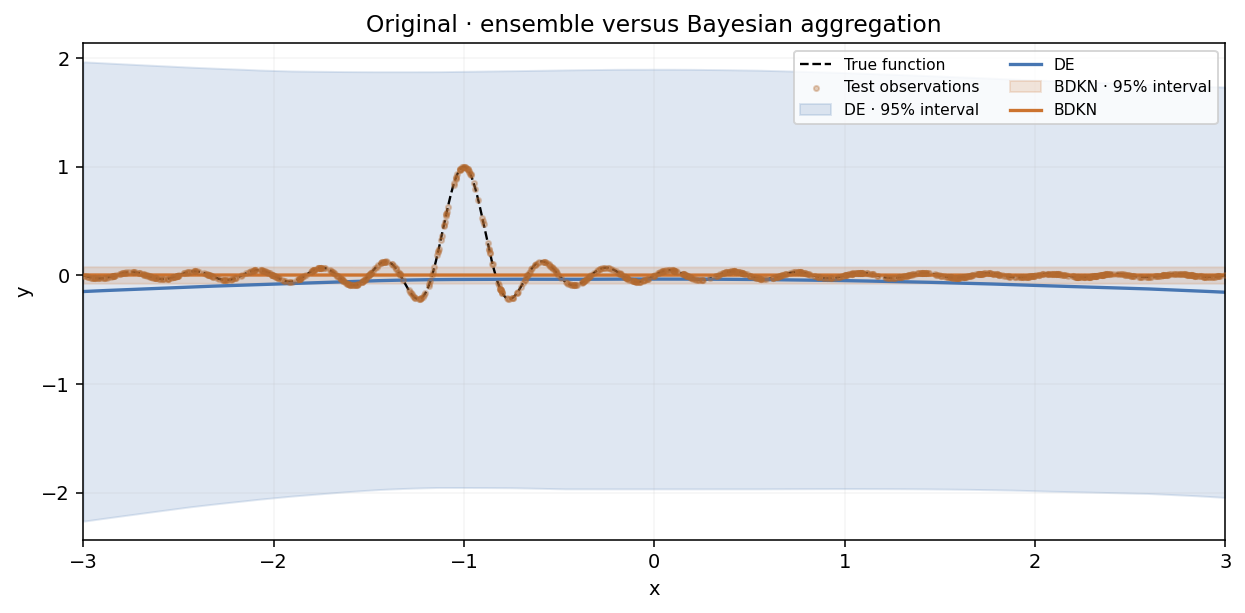 Original · ensemble versus Bayesian aggregation
True function
Test observations
DE · 95% interval
DE
BDKN · 95% interval
BDKN
y
2
1
0
−1
−2
−3
−2
−1
0
1
2
3
x